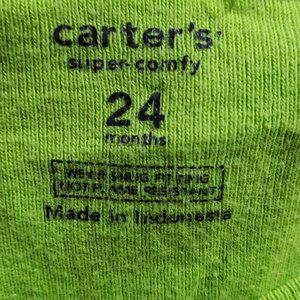 carter's
super-comfy
24
months
WEAR SNUG FITTING
NOT FLAME RESISTANT
Made in Indonesia